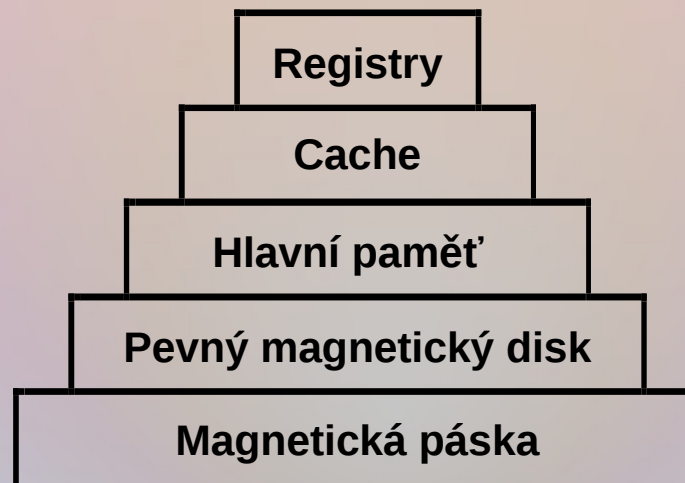 Registry
Cache
Hlavní paměť
Pevný magnetický disk
Magnetická páska